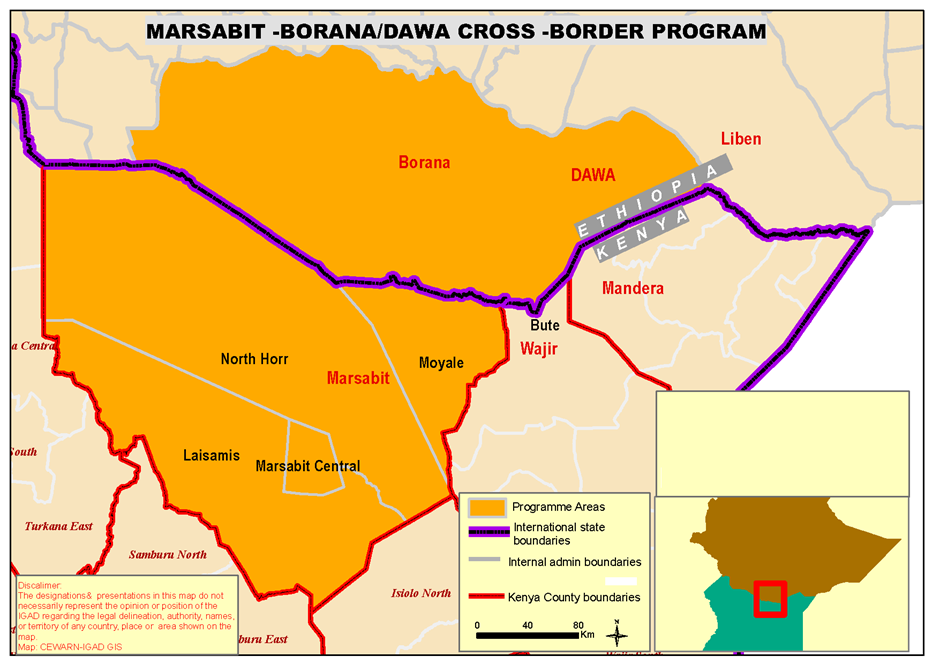 MARSABIT -BORANA/DAWA CROSS -BORDER PROGRAM
Liben
Borana
DAWA
ETHIOPIA
KENYA
Mandera
Bute
Wajir
a Central
North Horr
Moyale
Marsabit
South
Laisamis
Marsabit Central
Turkana East
Samburu North
Isiolo North
buru East
Programme Areas
International state
boundaries
Internal admin boundaries
Kenya County boundaries
0 40 80
Km
N
Discalimer:
The designations& presentations in this map do not
necessarily represent the opinion or position of the
IGAD regarding the legal delineation, authority, names,
or territory of any country, place or area shown on the
map.
Map: CEWARN-IGAD GIS